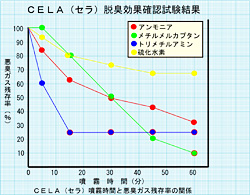 CELA（セラ）脱臭効果確認試験結果
アンモニア
メチルメルカプタン
トリメチルアミン
硫化水素
悪臭ガス残存率（％）
100
90
80
70
60
50
40
30
20
10
0
0 10 20 30 40 50 60
噴霧時間（分）
CELA（セラ）噴霧時間と悪臭ガス残存率の関係